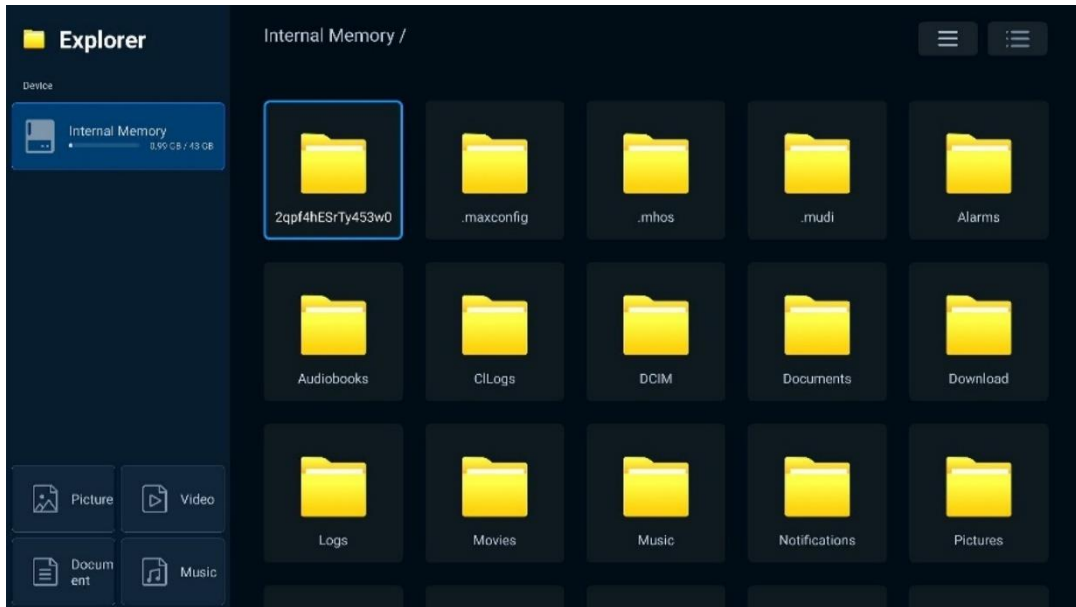 Explorer
Internal Memory /
Device
Internal Memory
0.99 GB / 43 GB
2qpf4hESrTy453w0
.maxconfig
.mhos
.mudi
Alarms
Audiobooks
ClLogs
DCIM
Documents
Download
Logs
Movies
Music
Notifications
Pictures
Picture
Video
Docum
ent
Music